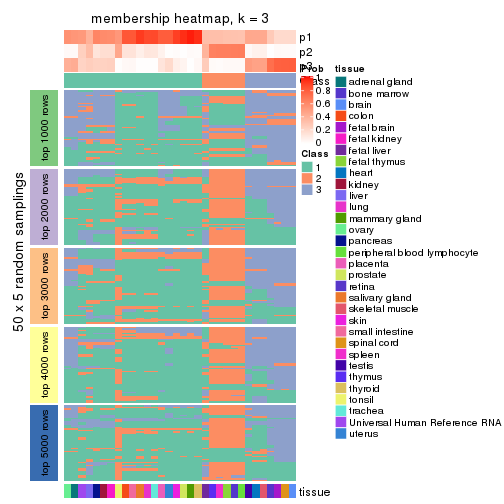 membership heatmap, k = 3
p1
p2
p3
Class
50 x 5 random samplings
top 1000 rows
top 2000 rows
top 3000 rows
top 4000 rows
top 5000 rows
tissue
Prob
1
0.8
0.6
0.4
0.2
0
Class
1
2
3
tissue
adrenal gland
bone marrow
brain
colon
fetal brain
fetal kidney
fetal liver
fetal thymus
heart
kidney
liver
lung
mammary gland
ovary
pancreas
peripheral blood lymphocyte
placenta
prostate
retina
salivary gland
skeletal muscle
skin
small intestine
spinal cord
spleen
testis
thymus
thyroid
tonsil
trachea
Universal Human Reference RNA
uterus